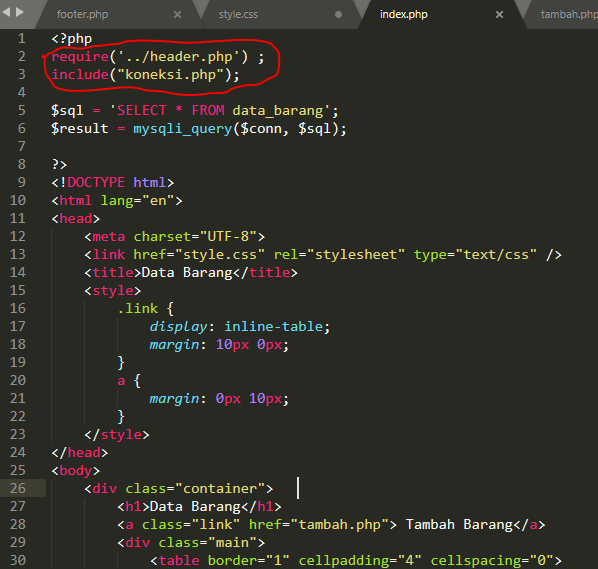 footer.php × style.css index.php × tambah.php
1 <?php
2 require('../header.php') ;
3 include("koneksi.php");
4
5 $sql = 'SELECT * FROM data_barang';
6 $result = mysqli_query($conn, $sql);
7
8 ?>
9 <!DOCTYPE html>
10 <html lang="en">
11 <head>
12 <meta charset="UTF-8">
13 <link href="style.css" rel="stylesheet" type="text/css" />
14 <title>Data Barang</title>
15 <style>
16 .link {
17 display: inline-table;
18 margin: 10px 0px;
19 }
20 a {
21 margin: 0px 10px;
22 }
23 </style>
24 </head>
25 <body>
26 <div class="container">
27 <h1>Data Barang</h1>
28 <a class="link" href="tambah.php"> Tambah Barang</a>
29 <div class="main">
30 <table border="1" cellpadding="4" cellspacing="0">